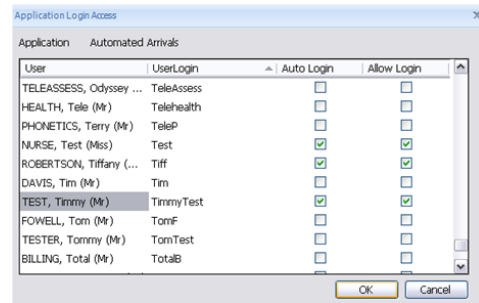 Application Login Access
Application Automated Arrivals
User UserLogin Auto Login Allow Login
TELEASSESS, Odyssey ... TeleAssess
HEALTH, Tele (Mr) Telehealth
PHONETICS, Terry (Mr) TeleP
NURSE, Test (Miss) Test
ROBERTSON, Tiffany (... Tiff
DAVIS, Tim (Mr) Tim
TEST, Timmy (Mr) TimmyTest
FOWELL, Tom (Mr) TomF
TESTER, Tommy (Mr) TomTest
BILLING, Total (Mr) TotalB
OK Cancel